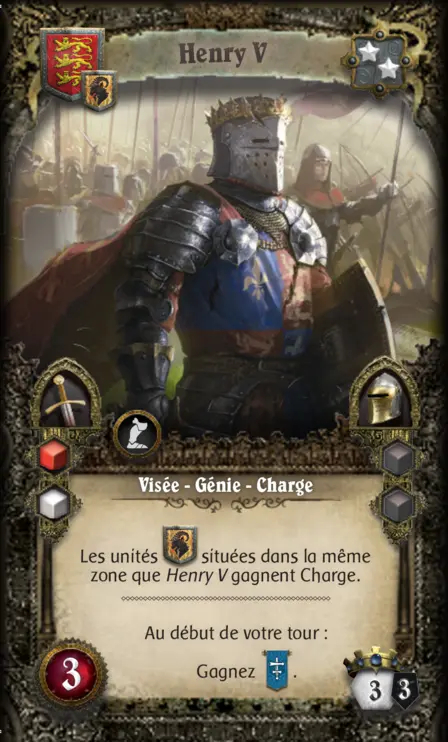 Henry V
Visée - Génie - Charge
Les unités situées dans la même
zone que Henry V gagnent Charge.
Au début de votre tour :
Gagnez .
3
3 3